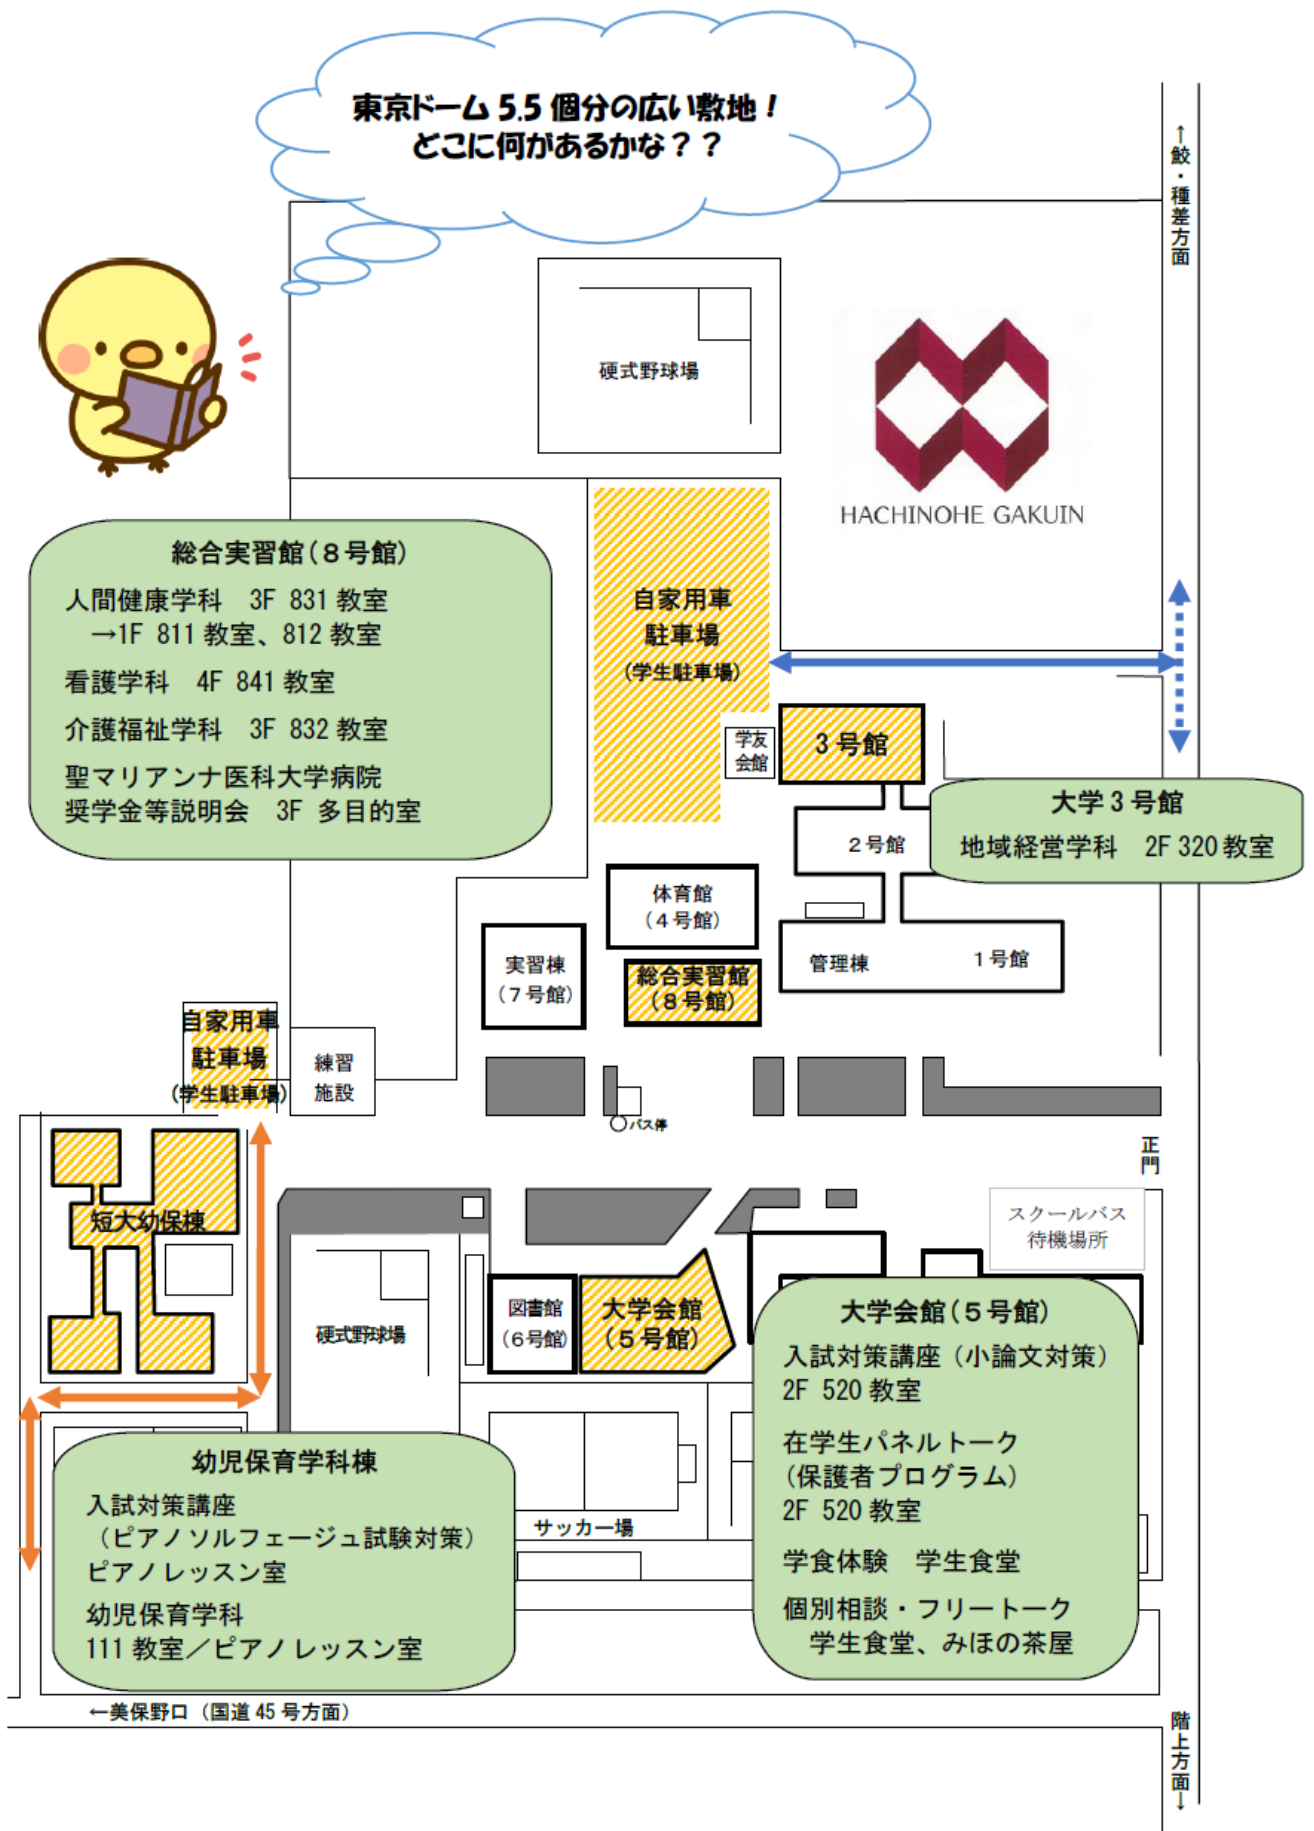 東京ドーム 5.5 個分の広い敷地！
どこに何があるかな？？
↑鮫・種差方面
硬式野球場
HACHINOHE GAKUIN
総合実習館(８号館)
人間健康学科　3F 831 教室
→1F 811 教室、812 教室
看護学科　4F 841 教室
介護福祉学科　3F 832 教室
聖マリアンナ医科大学病院
奨学金等説明会　3F 多目的室
自家用車
駐車場
(学生駐車場)
学友
会館
３号館
大学３号館
地域経営学科　2F 320 教室
２号館
体育館
(４号館)
管理棟
１号館
実習棟
(７号館)
総合実習館
(８号館)
自家用車
駐車場
(学生駐車場)
練習
施設
バス停
正門
短大幼保棟
スクールバス
待機場所
硬式野球場
図書館
(６号館)
大学会館
(５号館)
大学会館(５号館)
入試対策講座（小論文対策）
2F 520 教室
在学生パネルトーク
(保護者プログラム)
2F 520 教室
学食体験　学生食堂
個別相談・フリートーク
学生食堂、みほの茶屋
幼児保育学科棟
入試対策講座
（ピアノソルフェージュ試験対策）
ピアノレッスン室
幼児保育学科
111 教室／ピアノレッスン室
サッカー場
←美保野口（国道 45 号方面）
階上方面↓